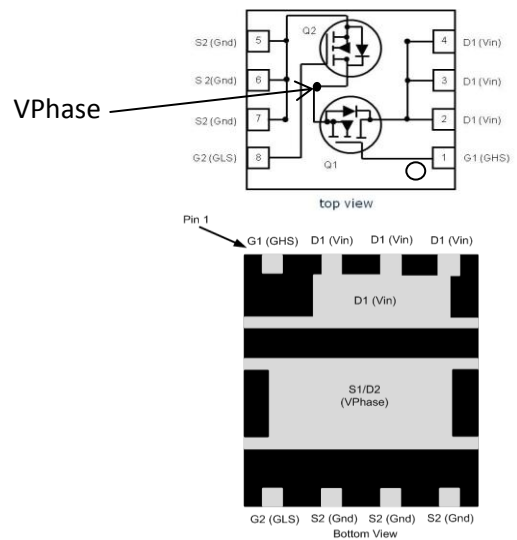 Q2
S2(Gnd) 5 4 D1(Vin)
S 2(Gnd) 6 3 D1(Vin)
VPhase
S2(Gnd) 7 2 D1(Vin)
G2(GLS) 8 Q1 1 G1(GHS)
top view
Pin 1
G1 (GHS) D1 (Vin) D1 (Vin) D1 (Vin)
D1 (Vin)
S1/D2
(VPhase)
G2 (GLS) S2 (Gnd) S2 (Gnd) S2 (Gnd)
Bottom View